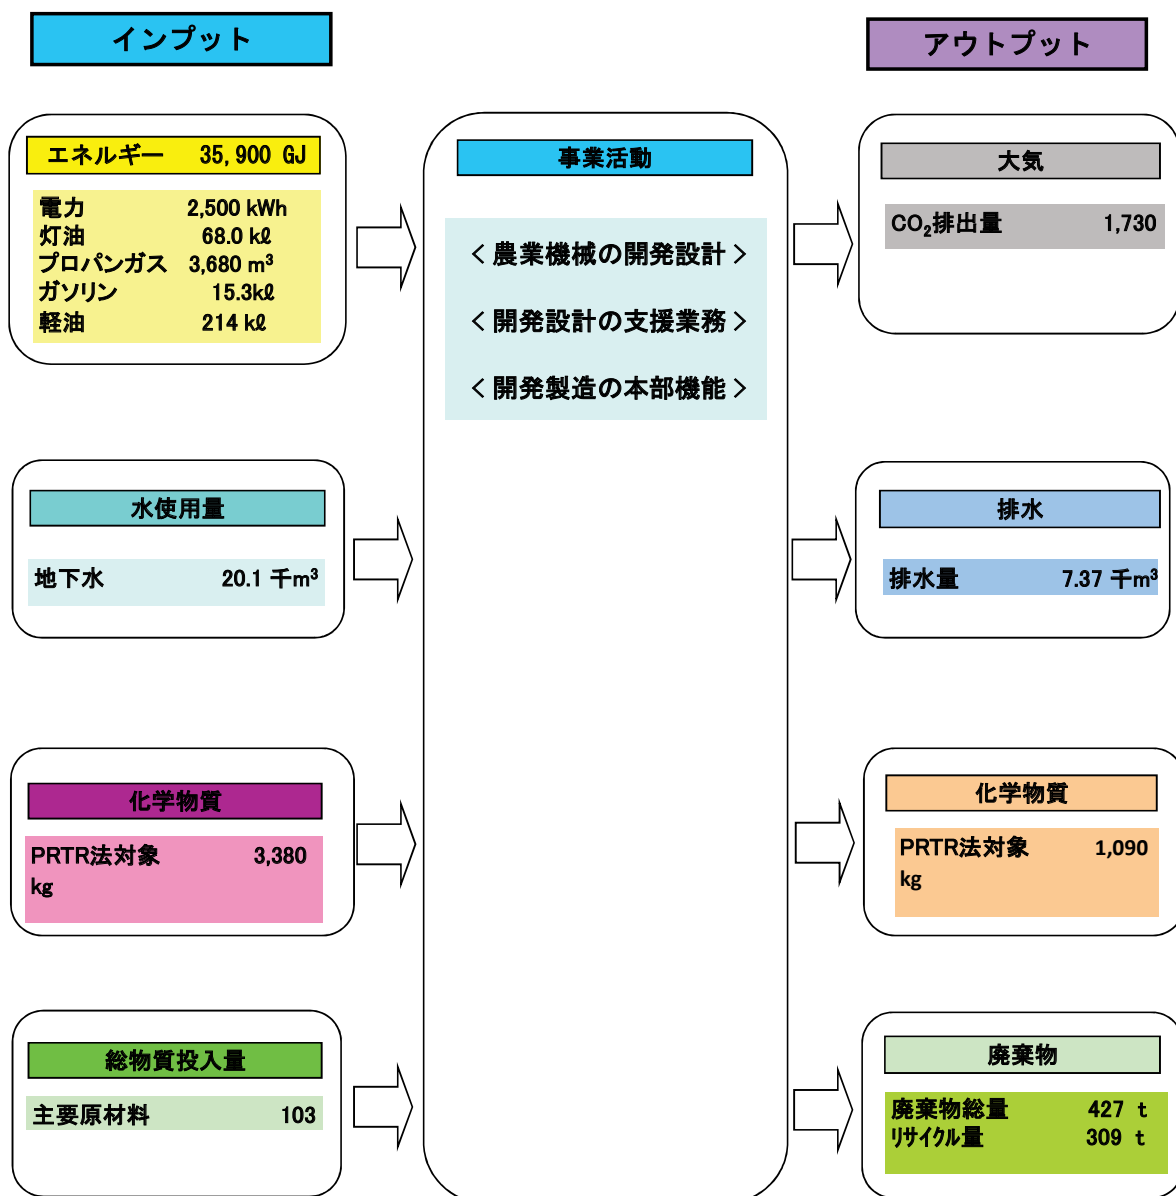 インプット
アウトプット
エネルギー 35,900 GJ
電力 2,500 kWh
灯油 68.0 kℓ
プロパンガス 3,680 m³
ガソリン 15.3kℓ
軽油 214 kℓ
事業活動
< 農業機械の開発設計 >
< 開発設計の支援業務 >
< 開発製造の本部機能 >
大気
CO₂排出量 1,730
水使用量
地下水 20.1 千m³
排水
排水量 7.37 千m³
化学物質
PRTR法対象 3,380
kg
化学物質
PRTR法対象 1,090
kg
総物質投入量
主要原材料 103
廃棄物
廃棄物総量 427 t
リサイクル量 309 t